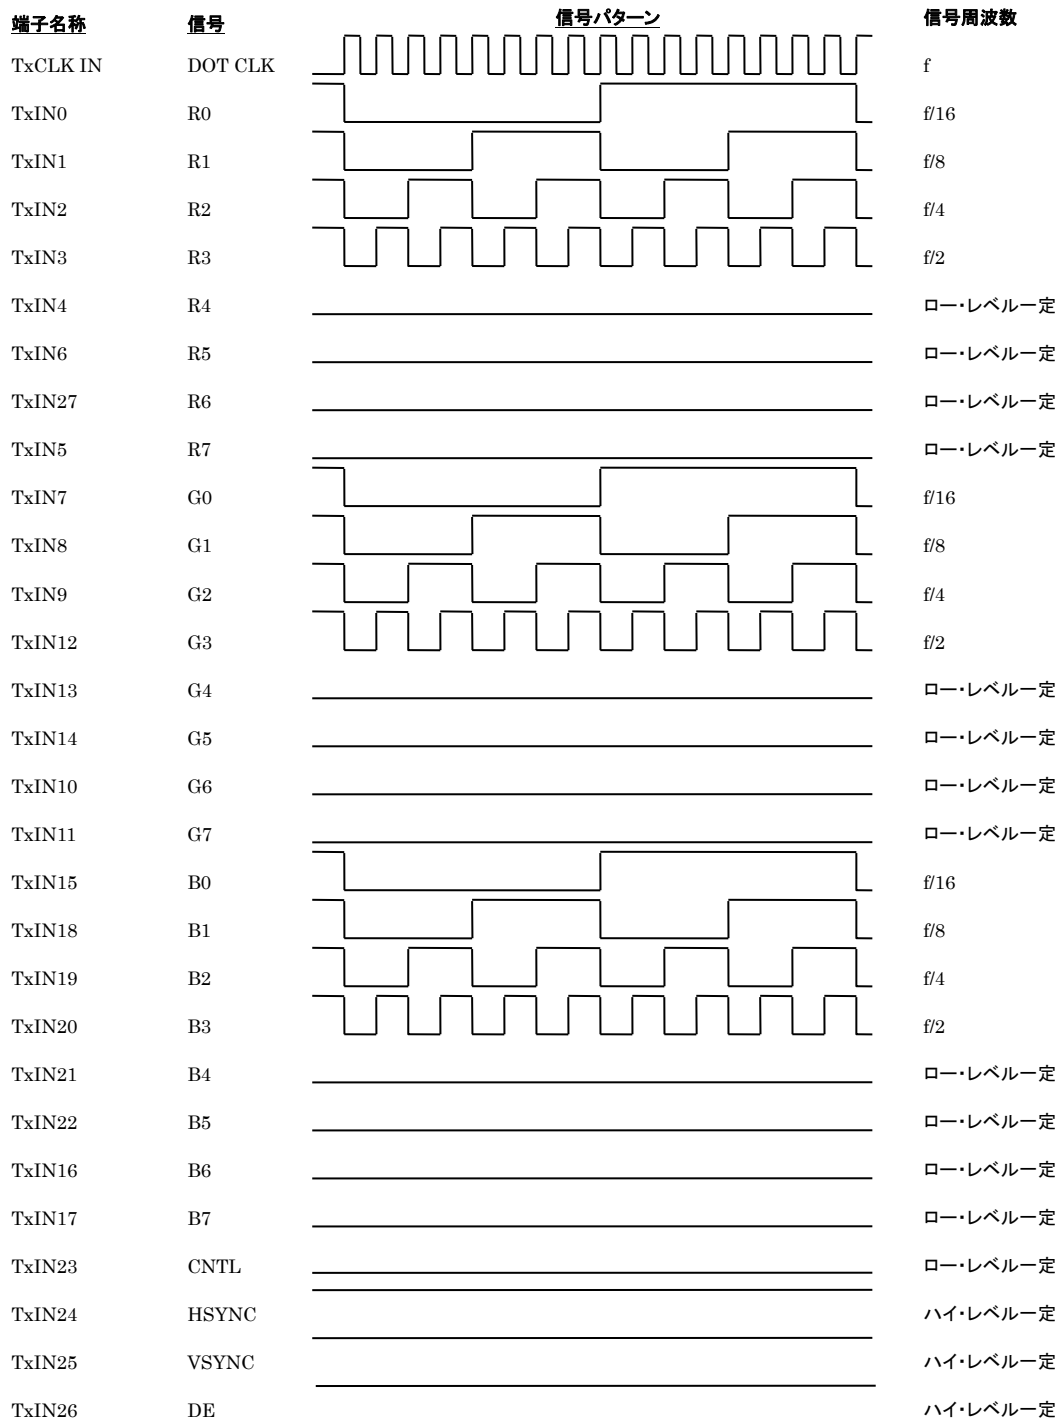 端子名称 信号 信号パターン 信号周波数
TxCLK IN DOT CLK f
TxIN0 R0 f/16
TxIN1 R1 f/8
TxIN2 R2 f/4
TxIN3 R3 f/2
TxIN4 R4 ロー・レベル一定
TxIN6 R5 ロー・レベル一定
TxIN27 R6 ロー・レベル一定
TxIN5 R7 ロー・レベル一定
TxIN7 G0 f/16
TxIN8 G1 f/8
TxIN9 G2 f/4
TxIN12 G3 f/2
TxIN13 G4 ロー・レベル一定
TxIN14 G5 ロー・レベル一定
TxIN10 G6 ロー・レベル一定
TxIN11 G7 ロー・レベル一定
TxIN15 B0 f/16
TxIN18 B1 f/8
TxIN19 B2 f/4
TxIN20 B3 f/2
TxIN21 B4 ロー・レベル一定
TxIN22 B5 ロー・レベル一定
TxIN16 B6 ロー・レベル一定
TxIN17 B7 ロー・レベル一定
TxIN23 CNTL ロー・レベル一定
TxIN24 HSYNC ハイ・レベル一定
TxIN25 VSYNC ハイ・レベル一定
TxIN26 DE ハイ・レベル一定